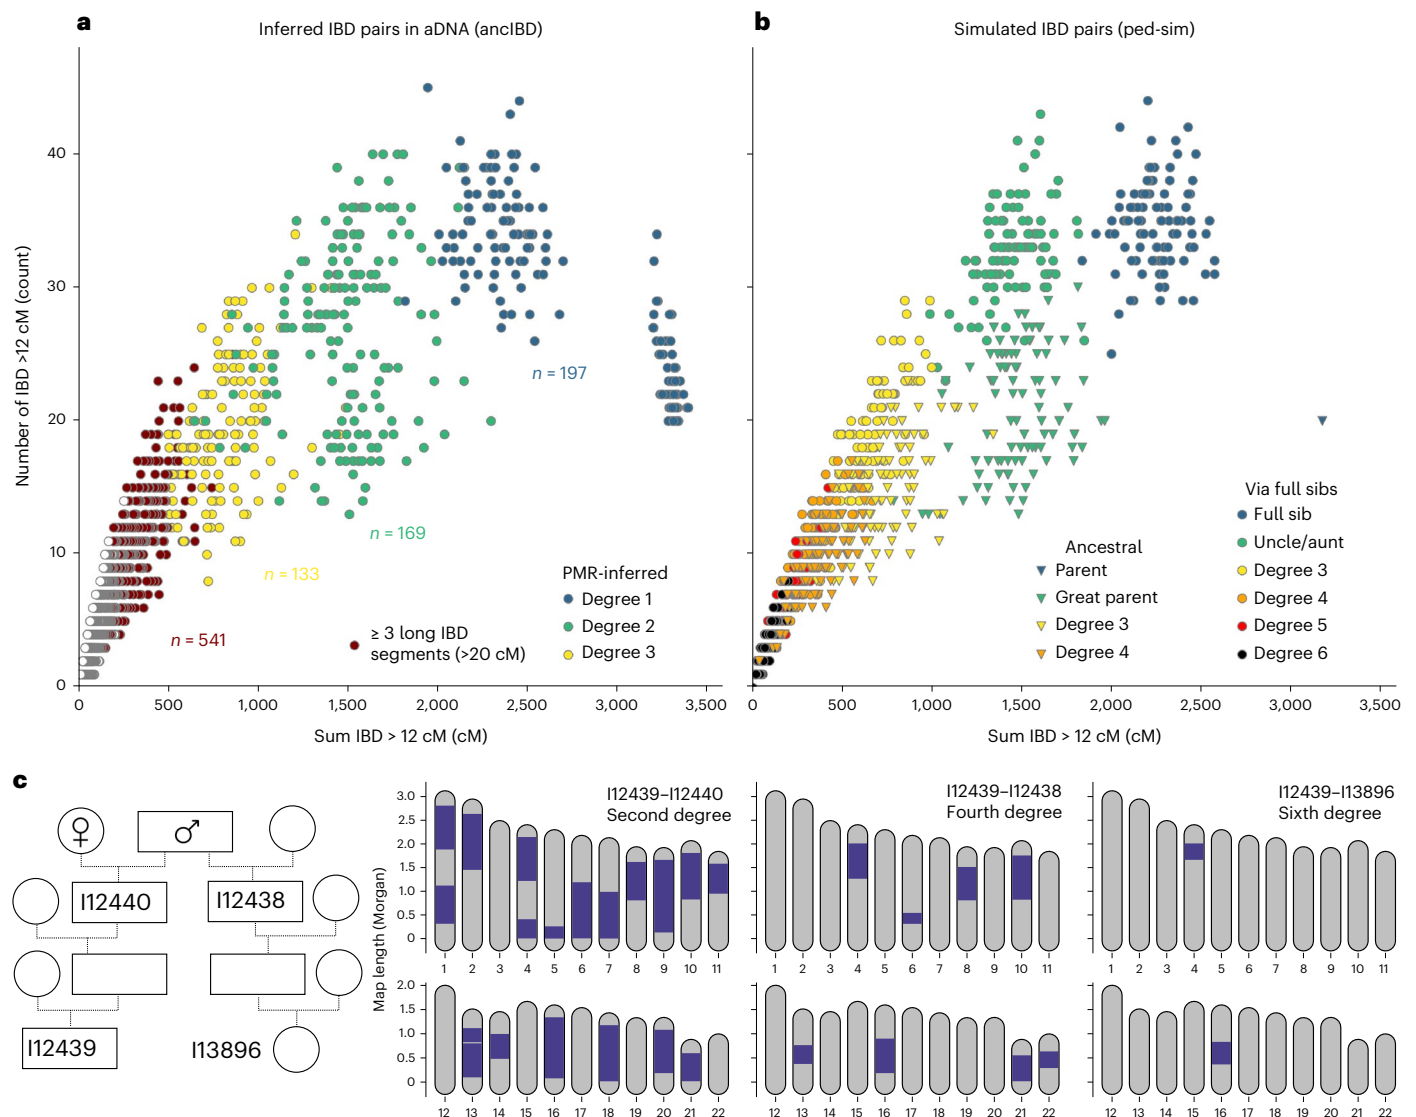 a
Inferred IBD pairs in aDNA (ancIBD)
Number of IBD >12 cM (count)
40
30
20
10
0
0 500 1,000 1,500 2,000 2,500 3,000 3,500
Sum IBD > 12 cM (cM)
n = 197
n = 169
n = 133
n = 541
≥ 3 long IBD
segments (>20 cM)
PMR-inferred
Degree 1
Degree 2
Degree 3
b
Simulated IBD pairs (ped-sim)
0 500 1,000 1,500 2,000 2,500 3,000 3,500
Sum IBD > 12 cM (cM)
Ancestral
Parent
Great parent
Degree 3
Degree 4
Via full sibs
Full sib
Uncle/aunt
Degree 3
Degree 4
Degree 5
Degree 6
c
♀ ♂
I12440 I12438
I12439 I13896
Map length (Morgan)
I12439–I12440
Second degree
3.0
2.5
2.0
1.5
1.0
0.5
0
1 2 3 4 5 6 7 8 9 10 11
2.0
1.5
1.0
0.5
0
12 13 14 15 16 17 18 19 20 21 22
I12439–I12438
Fourth degree
1 2 3 4 5 6 7 8 9 10 11
12 13 14 15 16 17 18 19 20 21 22
I12439–I13896
Sixth degree
1 2 3 4 5 6 7 8 9 10 11
12 13 14 15 16 17 18 19 20 21 22